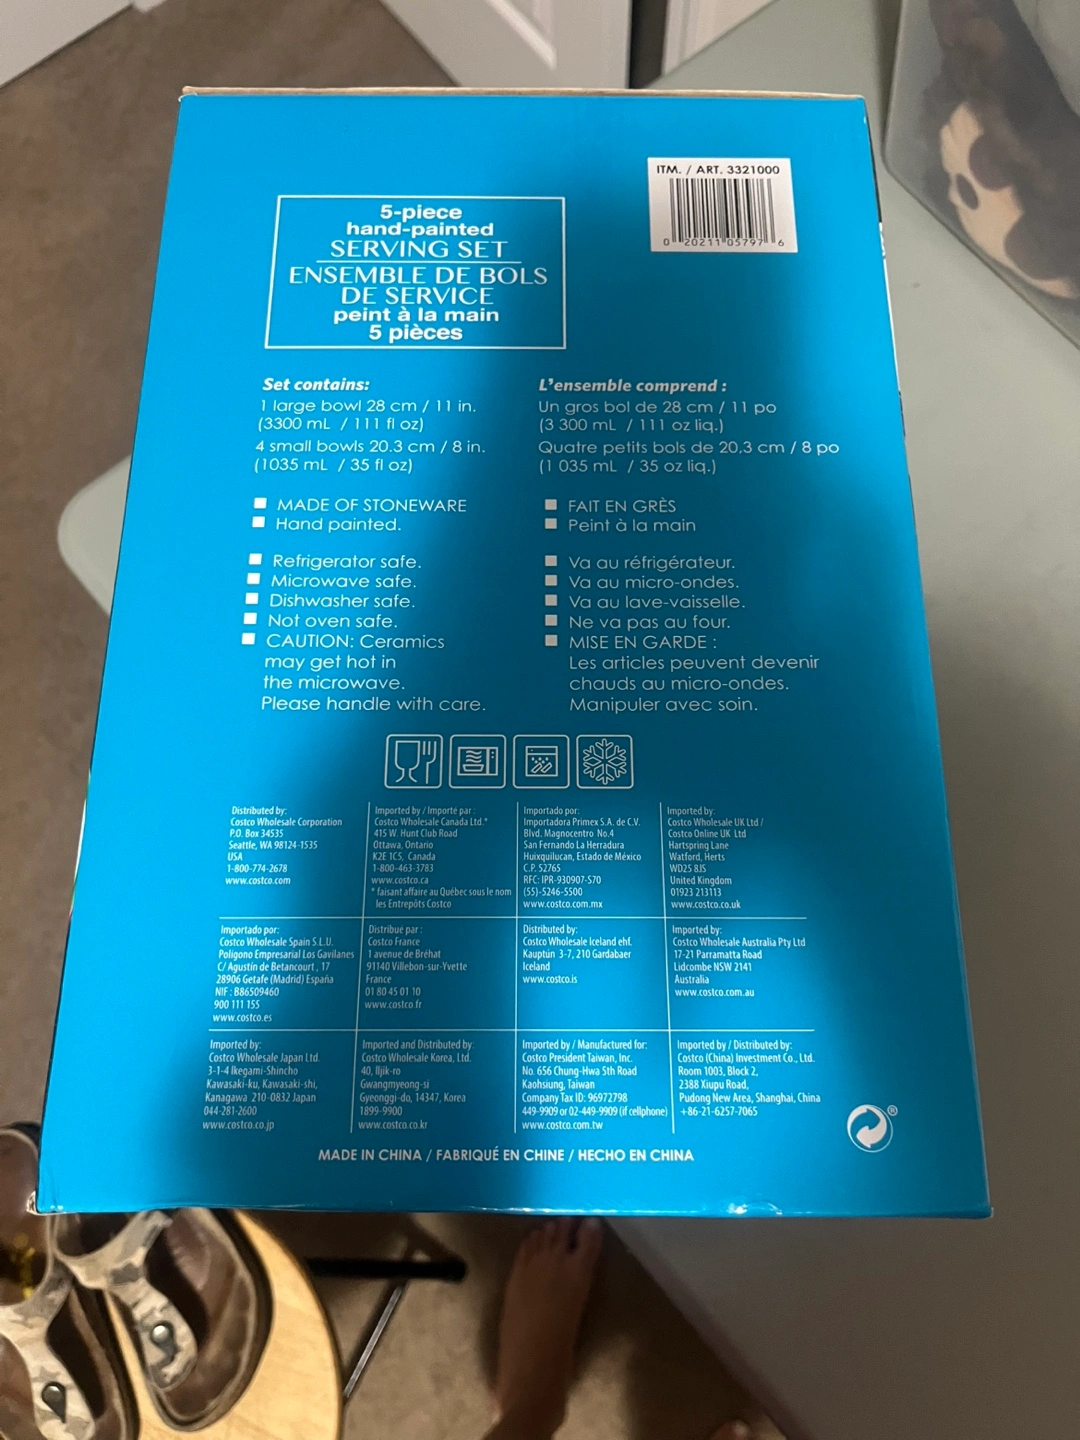 ITM. / ART. 3321000
0 20211 05797 6
5-piece
hand-painted
SERVING SET
ENSEMBLE DE BOLS
DE SERVICE
peint à la main
5 pièces
Set contains:
1 large bowl 28 cm / 11 in.
(3300 mL / 111 fl oz)
4 small bowls 20.3 cm / 8 in.
(1035 mL / 35 fl oz)
MADE OF STONEWARE
Hand painted.
Refrigerator safe.
Microwave safe.
Dishwasher safe.
Not oven safe.
CAUTION: Ceramics
may get hot in
the microwave.
Please handle with care.
L'ensemble comprend :
Un gros bol de 28 cm / 11 po
(3 300 mL / 111 oz liq.)
Quatre petits bols de 20,3 cm / 8 po
(1 035 mL / 35 oz liq.)
FAIT EN GRÈS
Peint à la main
Va au réfrigérateur.
Va au micro-ondes.
Va au lave-vaisselle.
Ne va pas au four.
MISE EN GARDE :
Les articles peuvent devenir
chauds au micro-ondes.
Manipuler avec soin.
Distributed by:
Costco Wholesale Corporation
P.O. Box 34535
Seattle, WA 98124-1535
USA
1-800-774-2678
www.costco.com
Imported by / Importé par :
Costco Wholesale Canada Ltd.*
415 W. Hunt Club Road
Ottawa, Ontario
K2E 1C5, Canada
1-800-463-3783
www.costco.ca
* faisant affaire au Québec sous le nom
les Entrepôts Costco
Importado por:
Importadora Primex S.A. de C.V.
Blvd. Magnocentro No.4
San Fernando La Herradura
Huixquilucan, Estado de México
C.P. 52765
RFC: IPR-930907-S70
(55)-5246-5500
www.costco.com.mx
Imported by:
Costco Wholesale UK Ltd /
Costco Online UK Ltd
Hartspring Lane
Watford, Herts
WD25 8JS
United Kingdom
01923 213113
www.costco.co.uk
Importado por:
Costco Wholesale Spain S.L.U.
Polígono Empresarial Los Gavilanes
C/ Agustín de Betancourt, 17
28906 Getafe (Madrid) España
NIF : B86509460
900 111 155
www.costco.es
Distribué par :
Costco France
1 avenue de Bréhat
91140 Villebon-sur-Yvette
France
01 80 45 01 10
www.costco.fr
Distributed by:
Costco Wholesale Iceland ehf.
Kauptún 3-7, 210 Gardabaer
Iceland
www.costco.is
Imported by:
Costco Wholesale Australia Pty Ltd
17-21 Parramatta Road
Lidcombe NSW 2141
Australia
www.costco.com.au
Imported by:
Costco Wholesale Japan Ltd.
3-1-4 Ikegami-Shincho
Kawasaki-ku, Kawasaki-shi,
Kanagawa 210-0832 Japan
044-281-2600
www.costco.co.jp
Imported and Distributed by:
Costco Wholesale Korea, Ltd.
40, Iljik-ro
Gwangmyeong-si
Gyeonggi-do, 14347, Korea
1899-9900
www.costco.co.kr
Imported by / Manufactured for:
Costco President Taiwan, Inc.
No. 656 Chung-Hwa 5th Road
Kaohsiung, Taiwan
Company Tax ID: 96972798
449-9909 or 02-449-9909 (if cellphone)
www.costco.com.tw
Imported by / Distributed by:
Costco (China) Investment Co., Ltd.
Room 1003, Block 2,
2388 Xiupu Road,
Pudong New Area, Shanghai, China
+86-21-6257-7065
MADE IN CHINA / FABRIQUÉ EN CHINE / HECHO EN CHINA